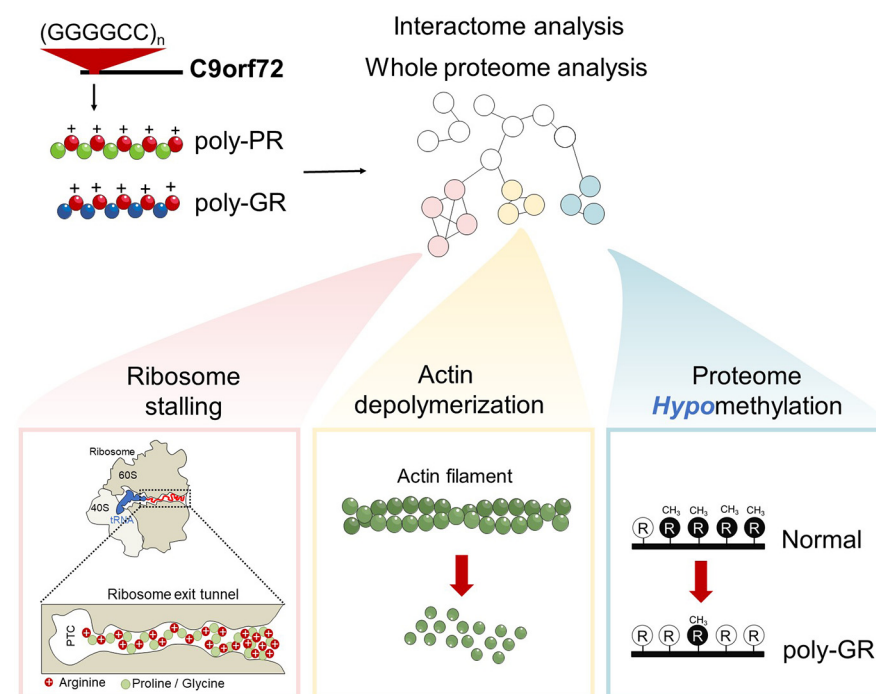 (GGGGCC)n
C9orf72
+ + + + +
poly-PR
+ + + + +
poly-GR
Interactome analysis
Whole proteome analysis
Ribosome
stalling
Ribosome
60S
40S
tRNA
Ribosome exit tunnel
PTC
+ Arginine
Proline / Glycine
Actin
depolymerization
Actin filament
Proteome
Hypomethylation
CH3 CH3 CH3 CH3
R R R R R
Normal
CH3
R R R R R
poly-GR